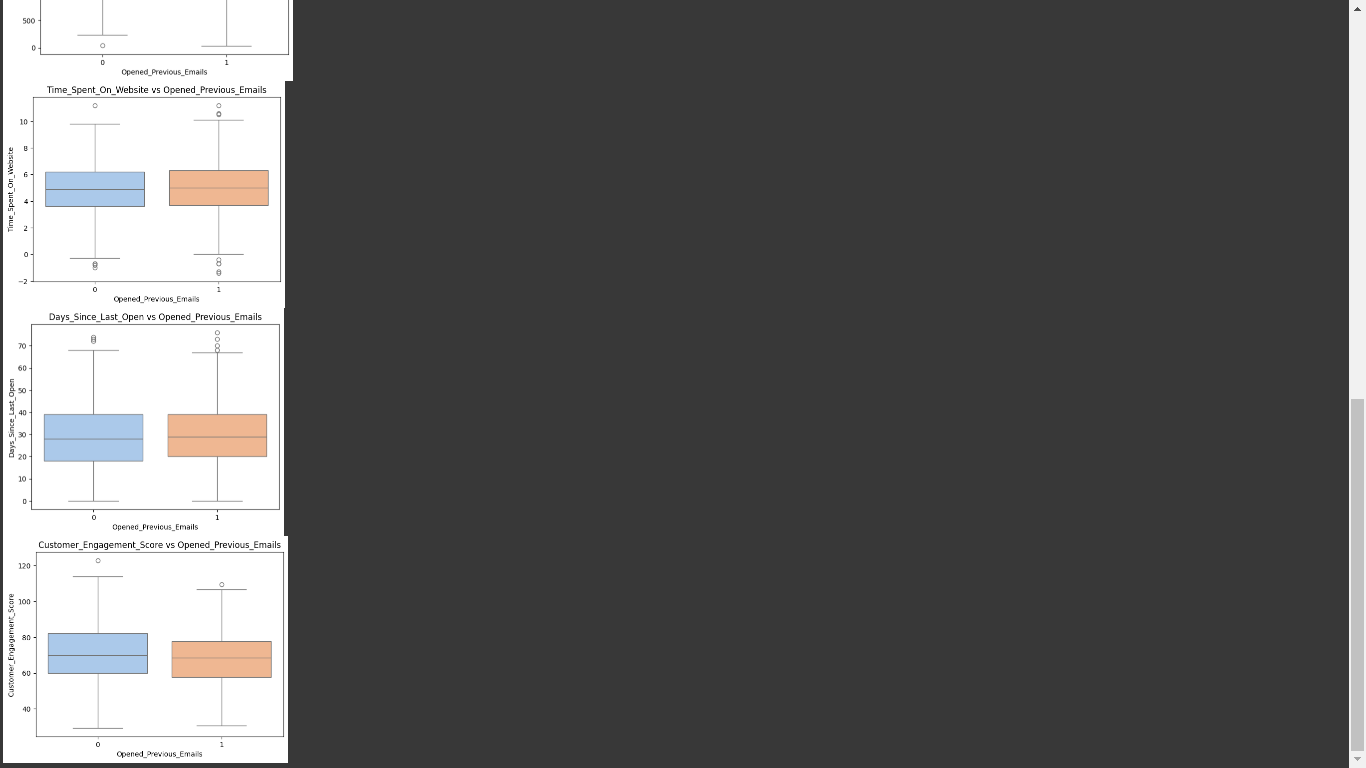 500
0
0 1
Opened_Previous_Emails
Time_Spent_On_Website vs Opened_Previous_Emails
Time_Spent_On_Website
10
8
6
4
2
0
−2
0 1
Opened_Previous_Emails
Days_Since_Last_Open vs Opened_Previous_Emails
Days_Since_Last_Open
70
60
50
40
30
20
10
0
0 1
Opened_Previous_Emails
Customer_Engagement_Score vs Opened_Previous_Emails
Customer_Engagement_Score
120
100
80
60
40
0 1
Opened_Previous_Emails